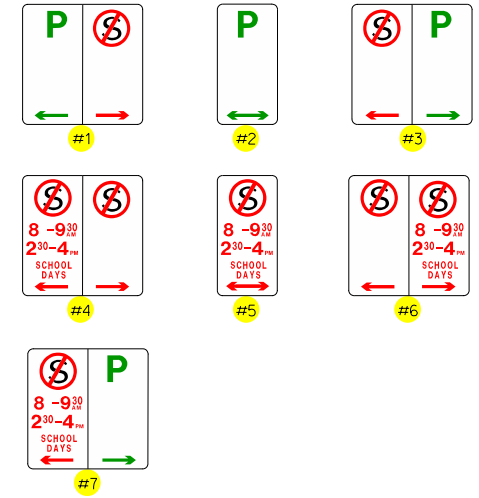 P S
#1
P
#2
S P
#3
S S
8 -9 30 AM
2 30 -4 PM
SCHOOL
DAYS
#4
S
8 -9 30 AM
2 30 -4 PM
SCHOOL
DAYS
#5
S S
8 -9 30 AM
2 30 -4 PM
SCHOOL
DAYS
#6
S P
8 -9 30 AM
2 30 -4 PM
SCHOOL
DAYS
#7